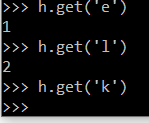 >>> h.get('e')
1
>>> h.get('l')
2
>>> h.get('k')
>>>